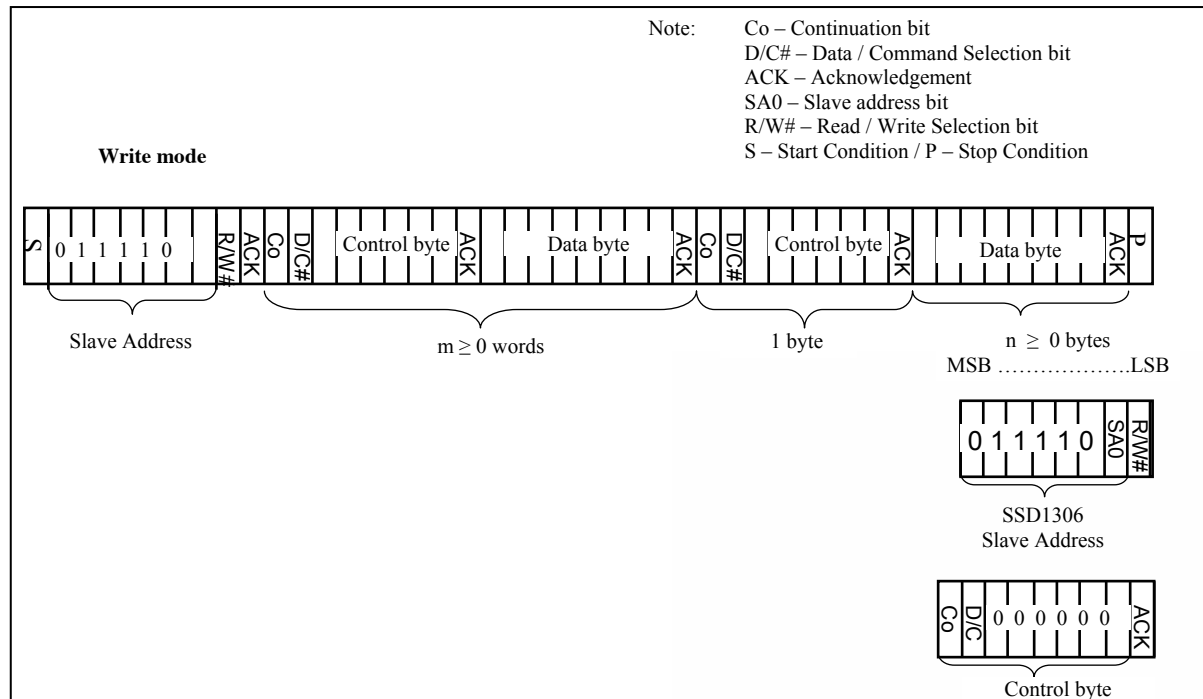 Note: Co – Continuation bit
D/C# – Data / Command Selection bit
ACK – Acknowledgement
SA0 – Slave address bit
R/W# – Read / Write Selection bit
S – Start Condition / P – Stop Condition
Write mode
S 0 1 1 1 1 0 R/W# ACK Co D/C# Control byte ACK Data byte ACK Co D/C# Control byte ACK Data byte ACK P
Slave Address m ≥ 0 words 1 byte n ≥ 0 bytes
MSB ......................LSB
0 1 1 1 1 0 SA0 R/W#
SSD1306
Slave Address
Co D/C 0 0 0 0 0 0 ACK
Control byte